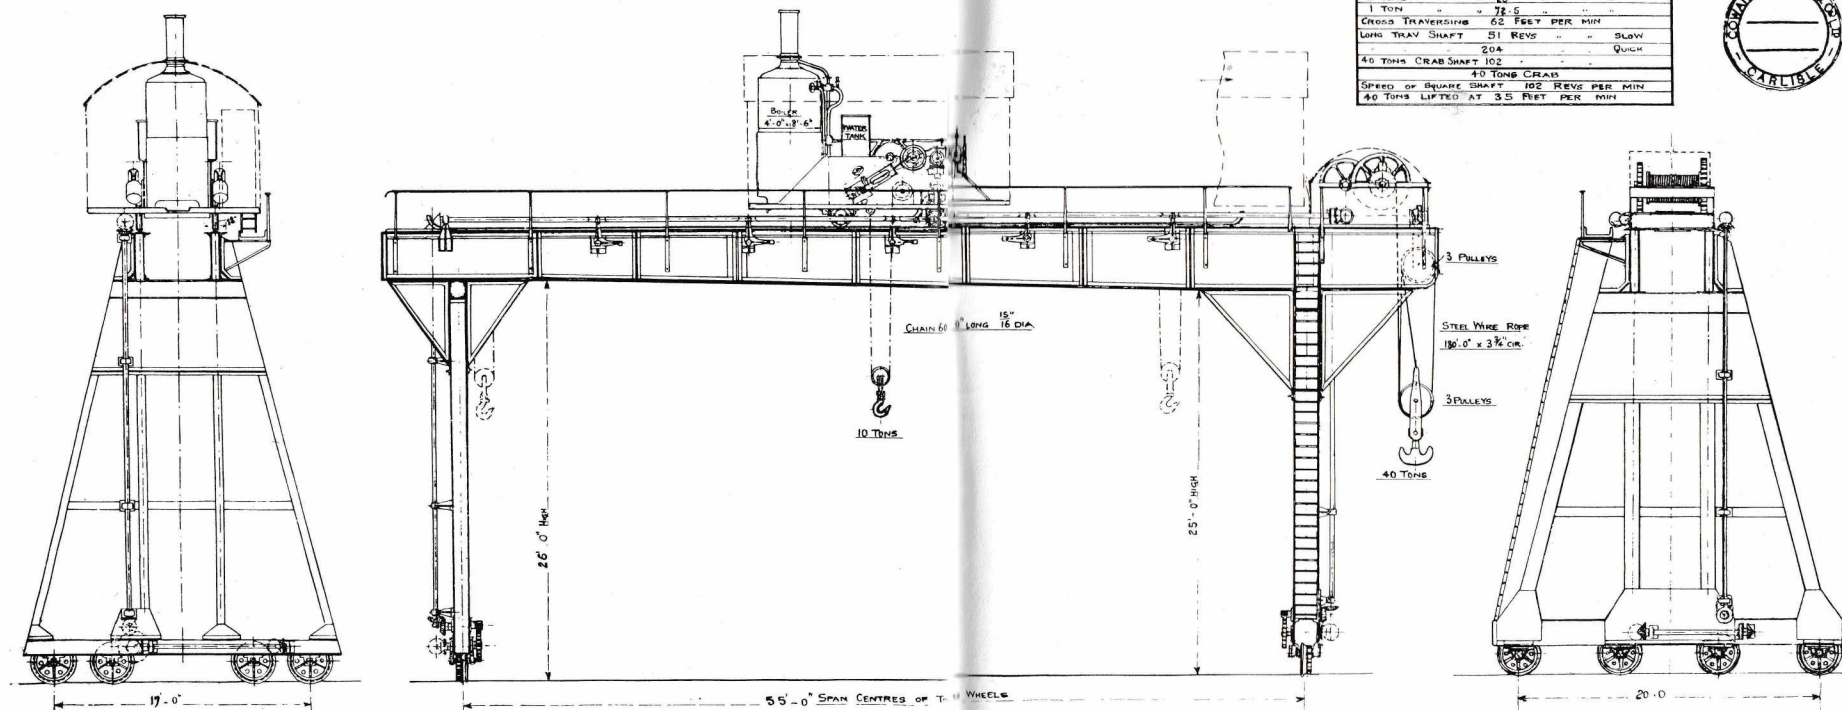 1 TON " " 72.5 " " "
CROSS TRAVERSING 62 FEET PER MIN
LONG TRAV SHAFT 51 REVS " " SLOW
" " " 204 " " QUICK
40 TONS CRAB SHAFT 102 " " "
40 TONS CRAB
SPEED OF SQUARE SHAFT 102 REVS PER MIN
40 TONS LIFTED AT 3.5 FEET PER MIN
CARLISLE
BOILER
4'-0" x 8'-6"
WATER
TANK
3 PULLEYS
CHAIN 60 0" LONG 15"/16 DIA
STEEL WIRE ROPE
180'-0" x 3 3/4" CIR.
3 PULLEYS
10 TONS
40 TONS
26'-0" HIGH
25'-0" HIGH
19'-0"
55'-0" SPAN CENTRES OF WHEELS
20-0